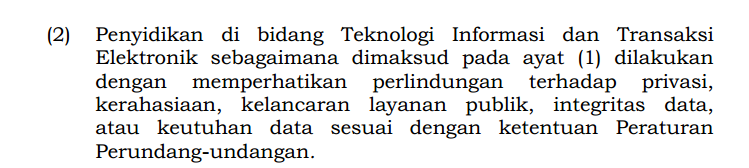 (2) Penyidikan di bidang Teknologi Informasi dan Transaksi
Elektronik sebagaimana dimaksud pada ayat (1) dilakukan
dengan memperhatikan perlindungan terhadap privasi,
kerahasiaan, kelancaran layanan publik, integritas data,
atau keutuhan data sesuai dengan ketentuan Peraturan
Perundang-undangan.